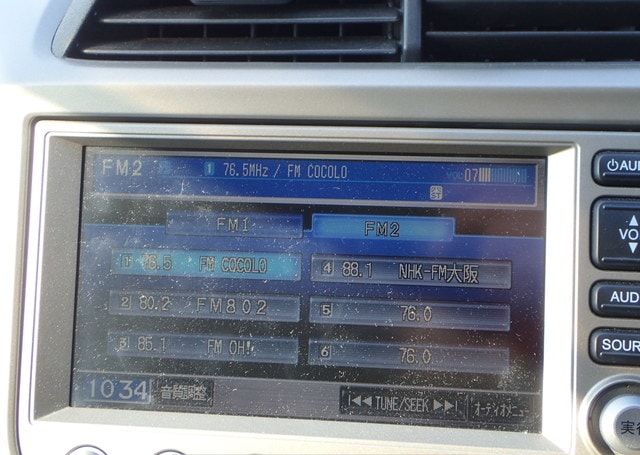 FM2 1 76.5MHz / FM COCOLO VOL 07
ST
FM1 FM2
1 76.5 FM COCOLO
4 88.1 NHK-FM大阪
2 80.2 FM802
5 76.0
3 85.1 FM OH!
6 76.0
10:34 音質調整 TUNE/SEEK オーディオメニュー
AUD
VO
AUD
SOUR
実行